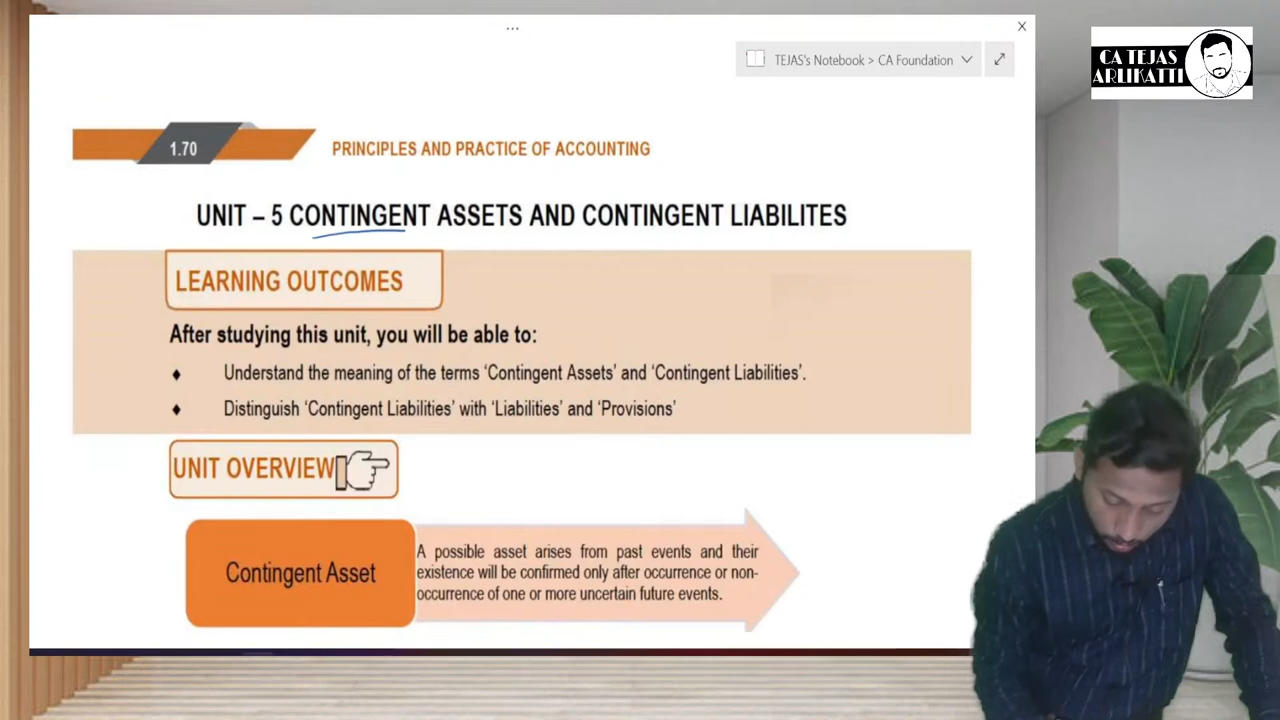 ...
X
TEJAS's Notebook > CA Foundation
CA TEJAS
ARLIKATTI
1.70
PRINCIPLES AND PRACTICE OF ACCOUNTING
UNIT – 5 CONTINGENT ASSETS AND CONTINGENT LIABILITES
LEARNING OUTCOMES
After studying this unit, you will be able to:
♦ Understand the meaning of the terms ‘Contingent Assets’ and ‘Contingent Liabilities’.
♦ Distinguish ‘Contingent Liabilities’ with ‘Liabilities’ and ‘Provisions’
UNIT OVERVIEW
Contingent Asset
A possible asset arises from past events and their
existence will be confirmed only after occurrence or non-
occurrence of one or more uncertain future events.